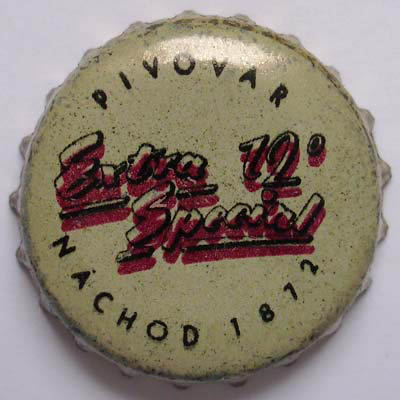 PIVOVAR
Extra 12°
Special
NÁCHOD 1872